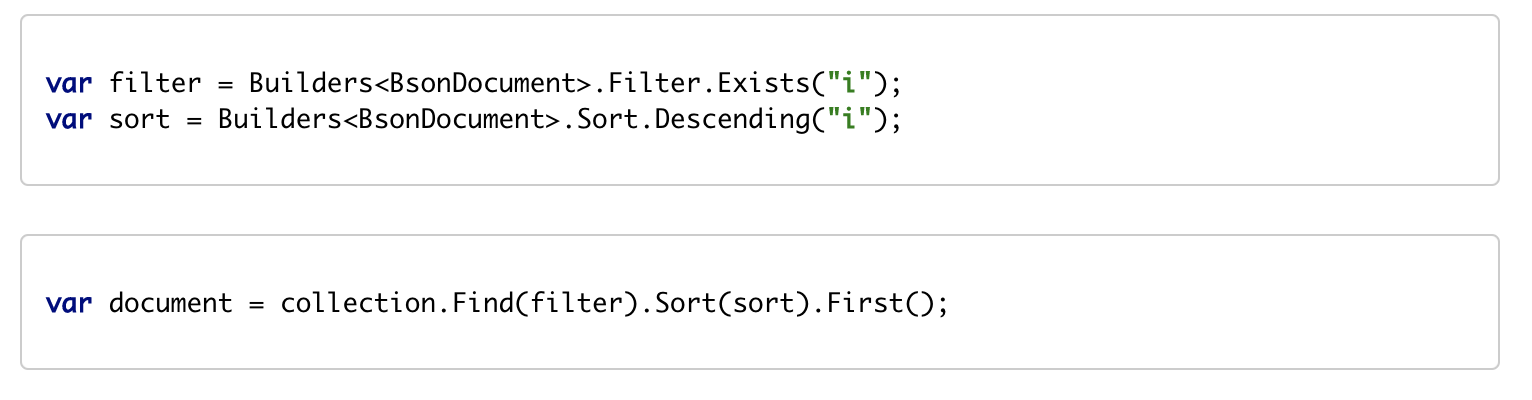 var filter = Builders<BsonDocument>.Filter.Exists("i");
var sort = Builders<BsonDocument>.Sort.Descending("i");
var document = collection.Find(filter).Sort(sort).First();